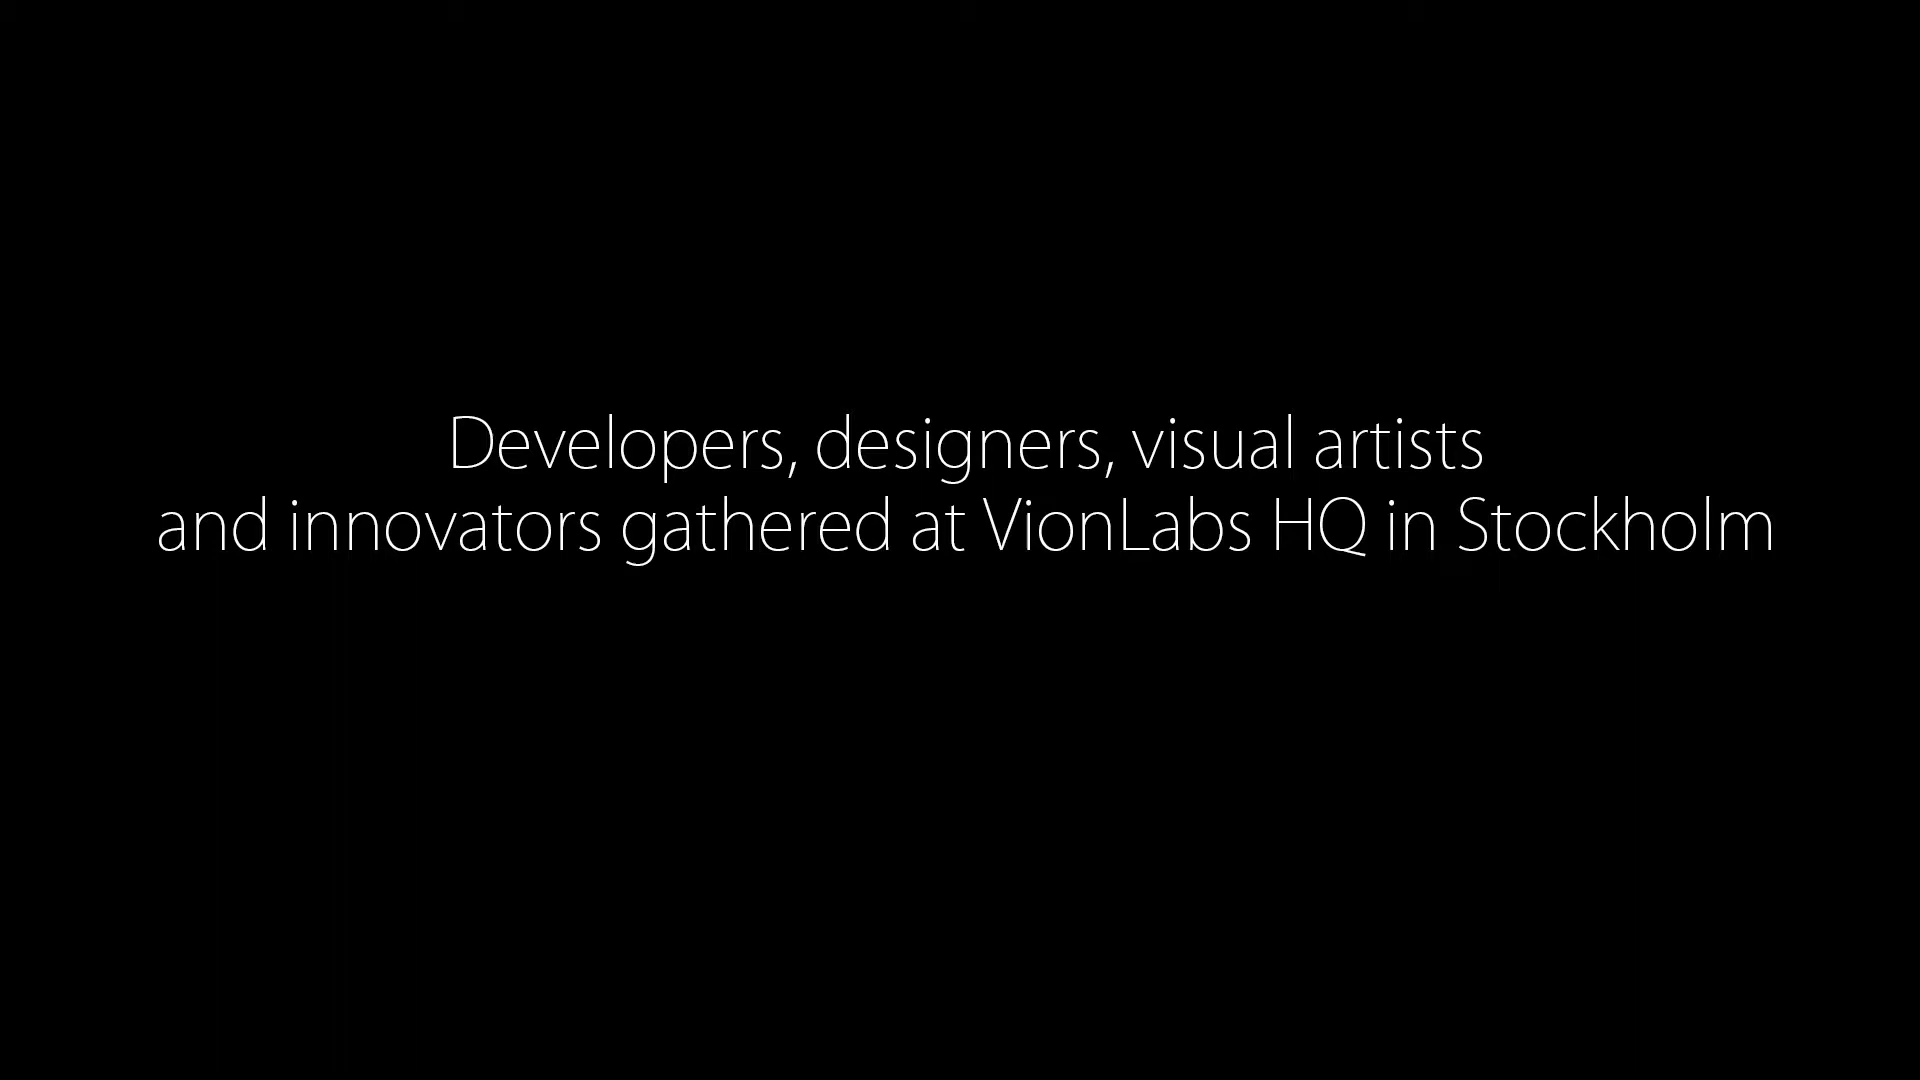 Developers, designers, visual artists
and innovators gathered at VionLabs HQ in Stockholm